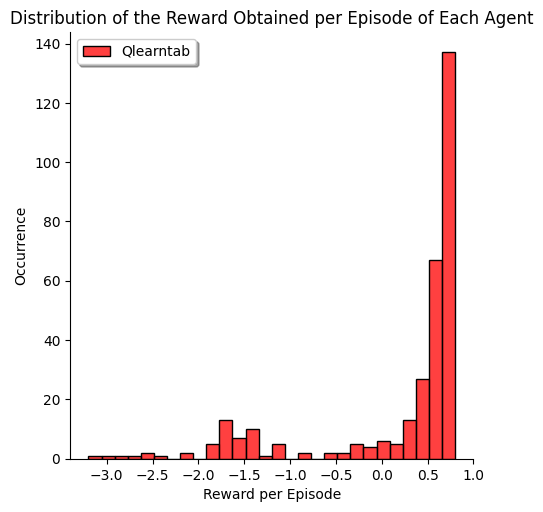 Distribution of the Reward Obtained per Episode of Each Agent
Qlearntab
Occurrence
140
120
100
80
60
40
20
0
−3.0 −2.5 −2.0 −1.5 −1.0 −0.5 0.0 0.5 1.0
Reward per Episode